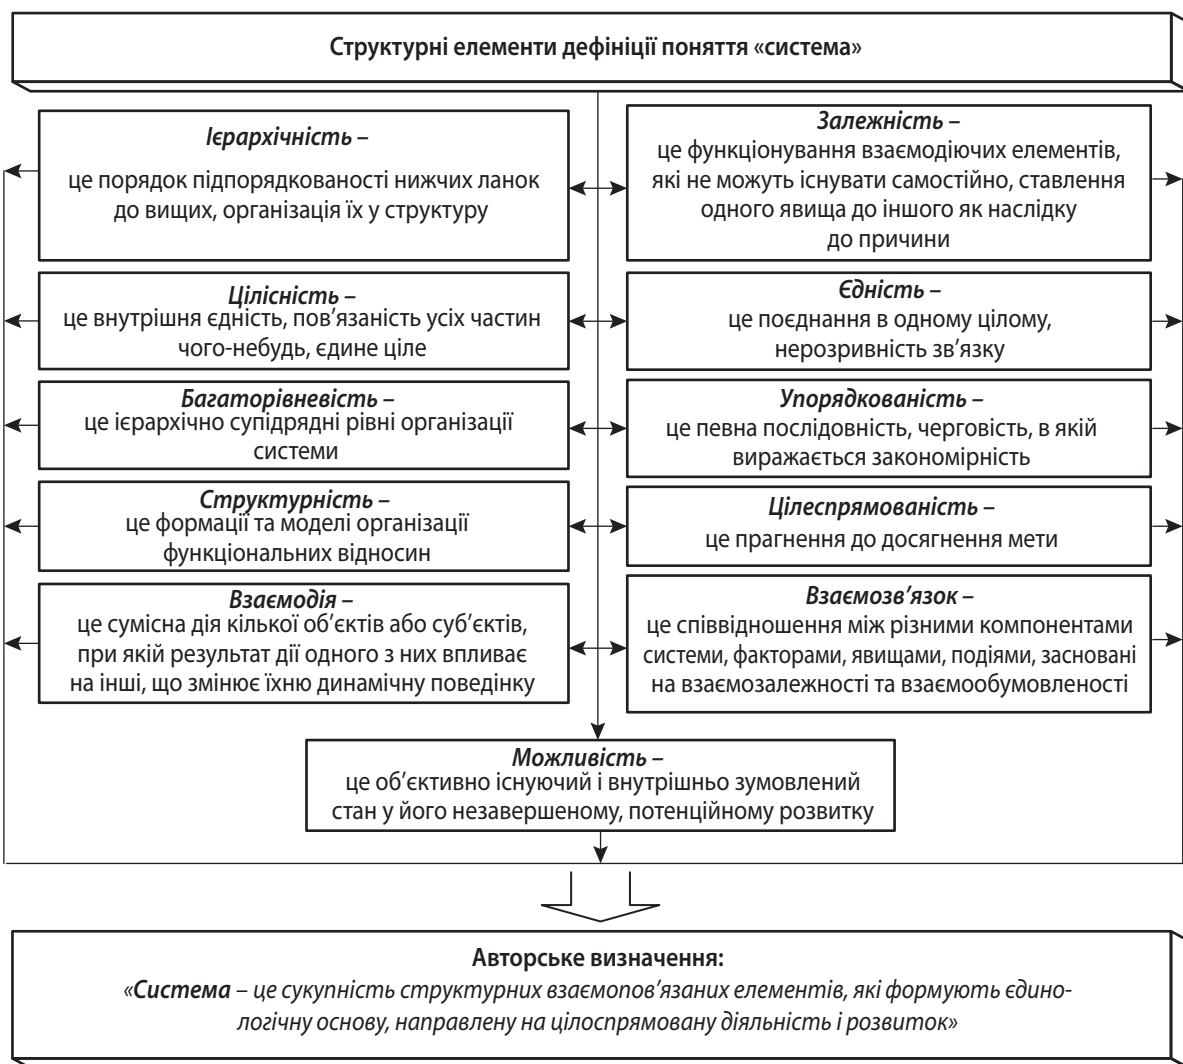 Структурні елементи дефініції поняття «система»
Ієрархічність –
це порядок підпорядкованості нижчих ланок
до вищих, організація їх у структуру
Залежність –
це функціонування взаємодіючих елементів,
які не можуть існувати самостійно, ставлення
одного явища до іншого як наслідку
до причини
Цілісність –
це внутрішня єдність, пов’язаність усіх частин
чого-небудь, єдине ціле
Єдність –
це поєднання в одному цілому,
нерозривність зв’язку
Багаторівневість –
це ієрархічно супідрядні рівні організації
системи
Упорядкованість –
це певна послідовність, черговість, в якій
виражається закономірність
Структурність –
це формації та моделі організації
функціональних відносин
Цілеспрямованість –
це прагнення до досягнення мети
Взаємодія –
це сумісна дія кілької об’єктів або суб’єктів,
при якій результат дії одного з них впливає
на інші, що змінює їхню динамічну поведінку
Взаємозв’язок –
це співвідношення між різними компонентами
системи, факторами, явищами, подіями, засновані
на взаємозалежності та взаємообумовленості
Можливість –
це об’єктивно існуючий і внутрішньо зумовлений
стан у його незавершеному, потенційному розвитку
Авторське визначення:
«Система – це сукупність структурних взаємопов’язаних елементів, які формують єдино-
логічну основу, направлену на цілоспрямовану діяльність і розвиток»